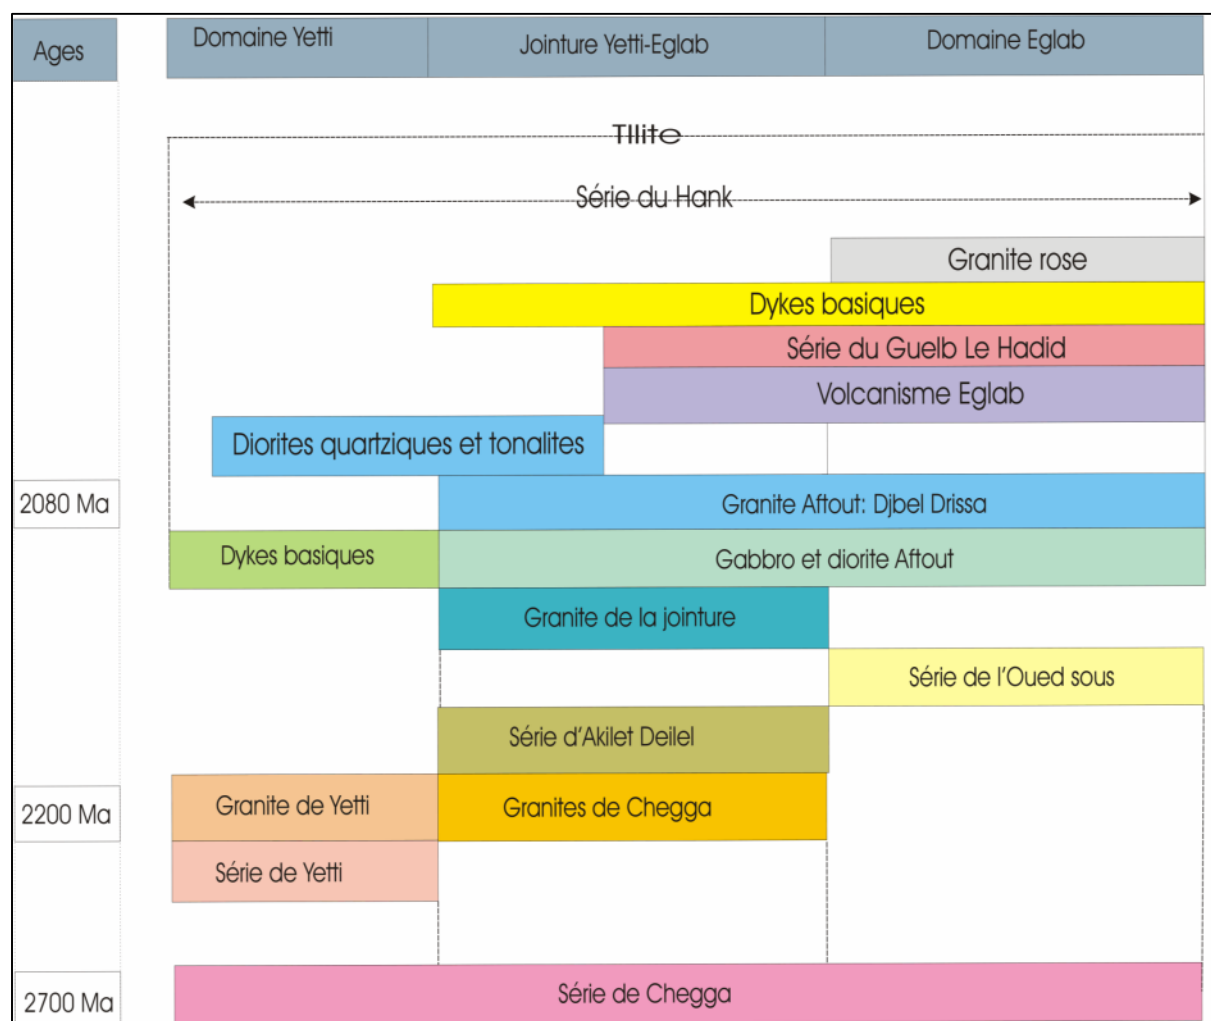 Ages
Domaine Yetti
Jointure Yetti-Eglab
Domaine Eglab
TIlite
Série du Hank
Granite rose
Dykes basiques
Série du Guelb Le Hadid
Volcanisme Eglab
Diorites quartziques et tonalites
2080 Ma
Granite Aftout: Djbel Drissa
Dykes basiques
Gabbro et diorite Aftout
Granite de la jointure
Série de l'Oued sous
Série d'Akilet Deilel
2200 Ma
Granite de Yetti
Granites de Chegga
Série de Yetti
2700 Ma
Série de Chegga